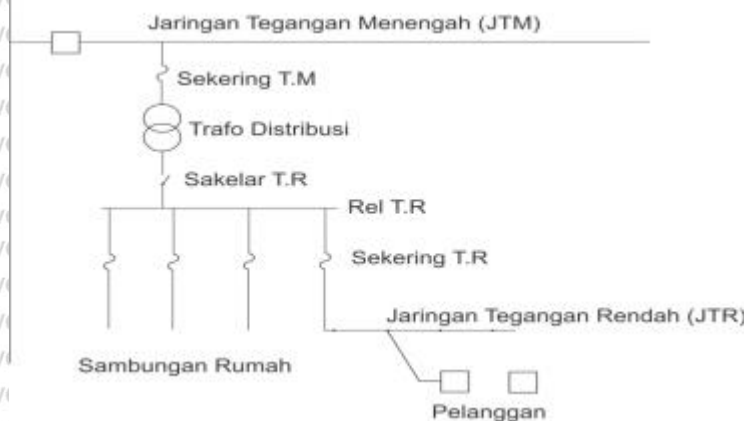 Jaringan Tegangan Menengah (JTM)
Sekering T.M
Trafo Distribusi
Sakelar T.R
Rel T.R
Sekering T.R
Jaringan Tegangan Rendah (JTR)
Sambungan Rumah
Pelanggan